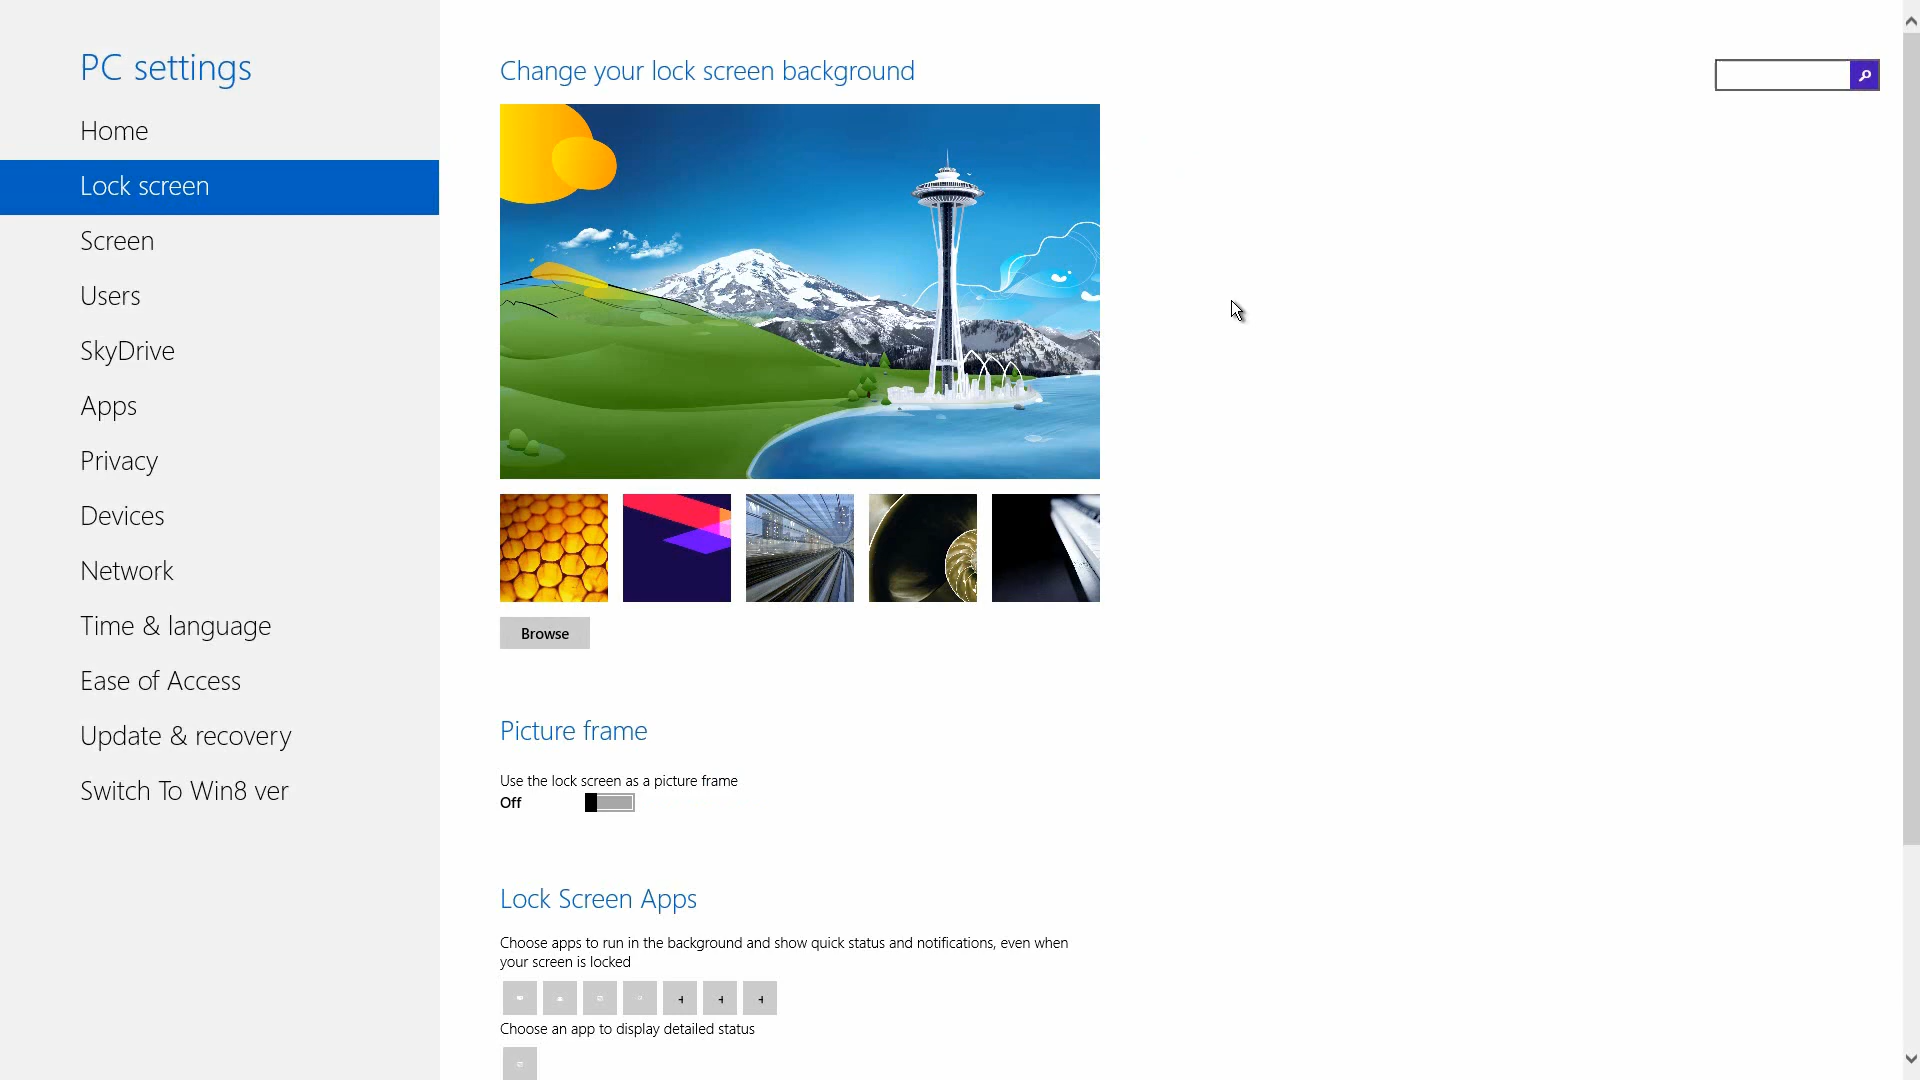 PC settings
Home
Lock screen
Screen
Users
SkyDrive
Apps
Privacy
Devices
Network
Time & language
Ease of Access
Update & recovery
Switch To Win8 ver
Change your lock screen background
Browse
Picture frame
Use the lock screen as a picture frame
Off
Lock Screen Apps
Choose apps to run in the background and show quick status and notifications, even when
your screen is locked
Choose an app to display detailed status